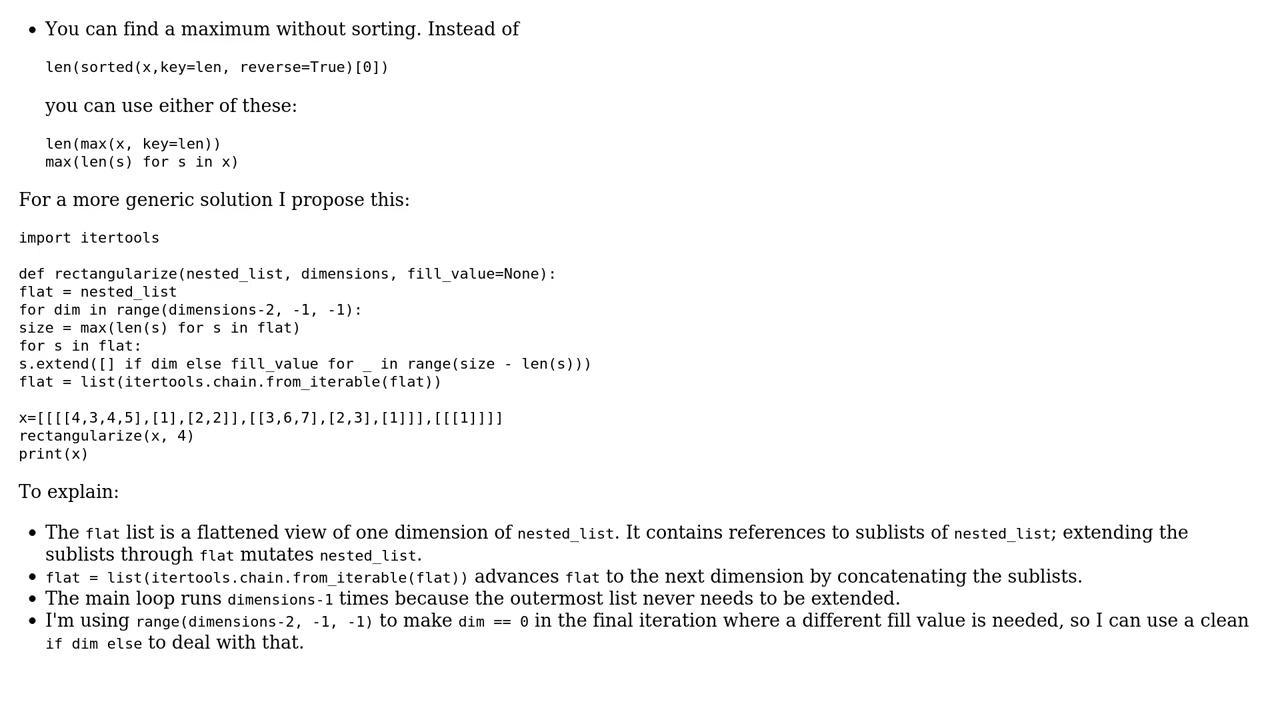 • You can find a maximum without sorting. Instead of
len(sorted(x,key=len, reverse=True)[0])
you can use either of these:
len(max(x, key=len))
max(len(s) for s in x)
For a more generic solution I propose this:
import itertools
def rectangularize(nested_list, dimensions, fill_value=None):
flat = nested_list
for dim in range(dimensions-2, -1, -1):
size = max(len(s) for s in flat)
for s in flat:
s.extend([] if dim else fill_value for _ in range(size - len(s)))
flat = list(itertools.chain.from_iterable(flat))
x=[[[[4,3,4,5],[1],[2,2]],[[3,6,7],[2,3],[1]]],[[[1]]]]
rectangularize(x, 4)
print(x)
To explain:
• The flat list is a flattened view of one dimension of nested_list. It contains references to sublists of nested_list; extending the
sublists through flat mutates nested_list.
• flat = list(itertools.chain.from_iterable(flat)) advances flat to the next dimension by concatenating the sublists.
• The main loop runs dimensions-1 times because the outermost list never needs to be extended.
• I'm using range(dimensions-2, -1, -1) to make dim == 0 in the final iteration where a different fill value is needed, so I can use a clean
if dim else to deal with that.